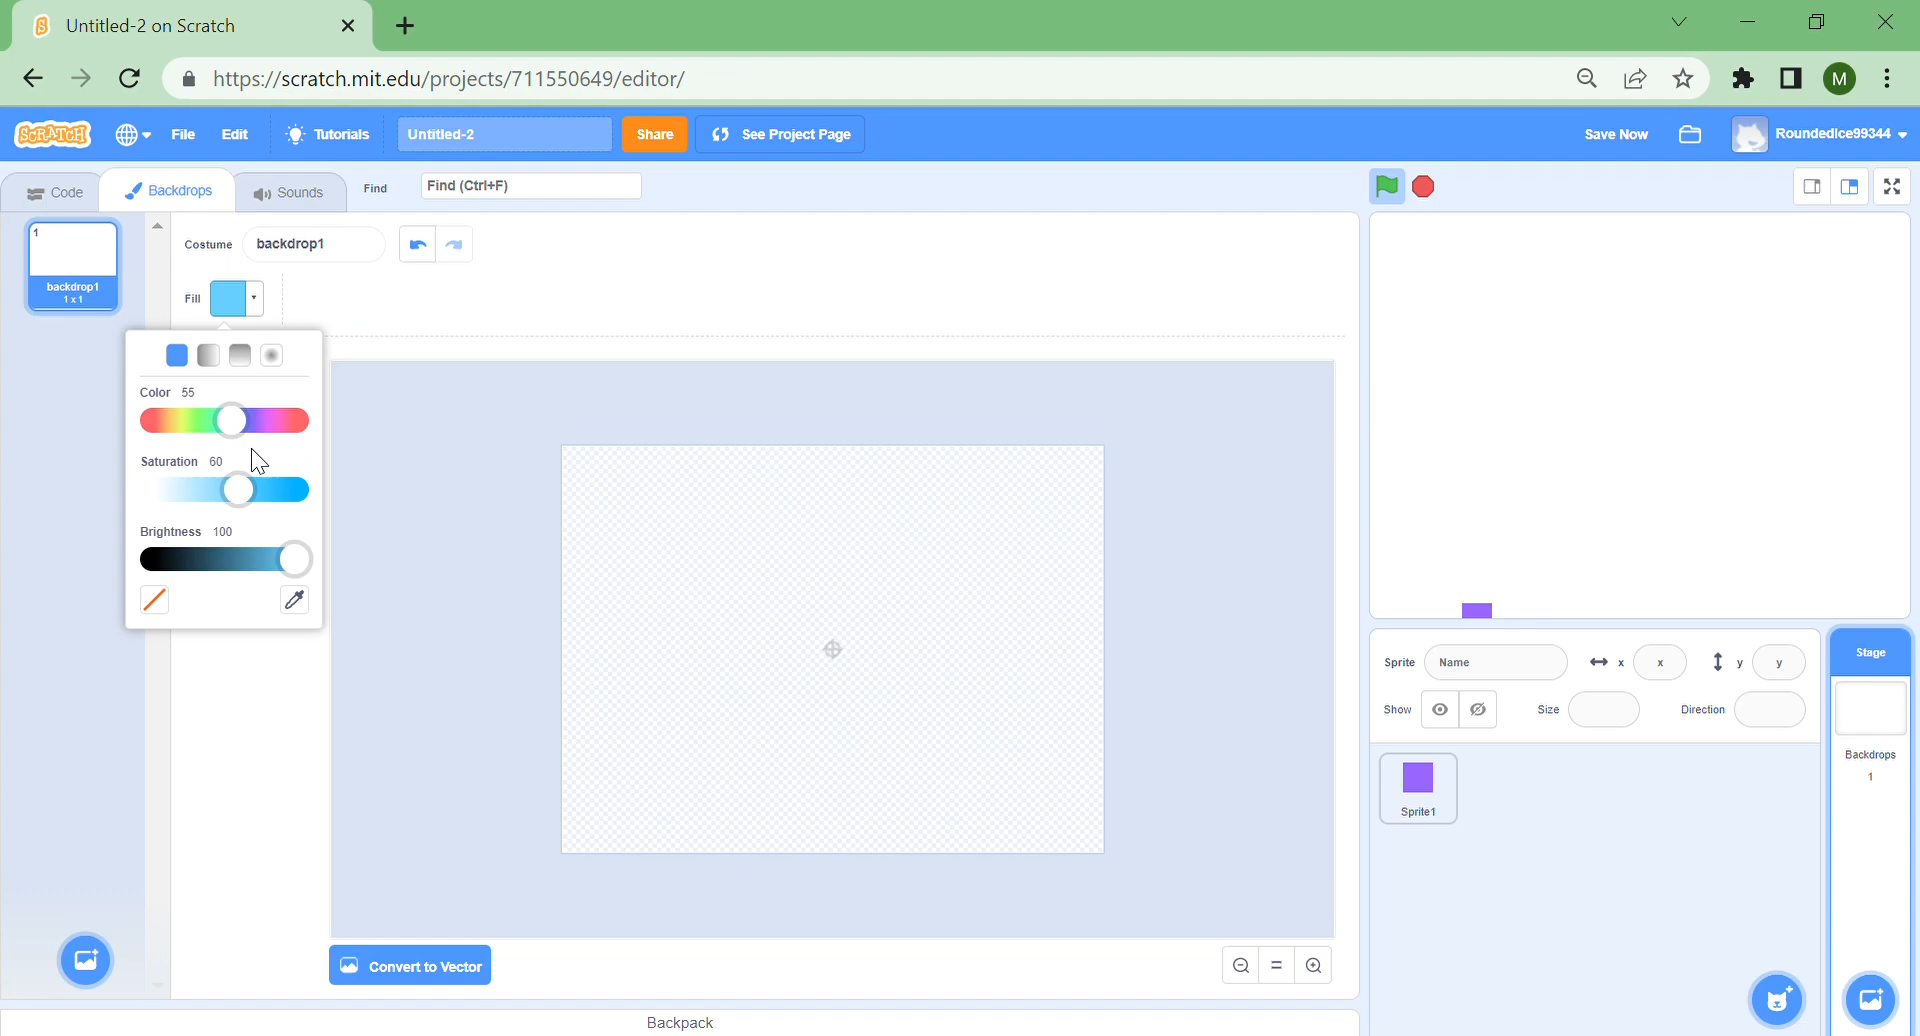 Untitled-2 on Scratch
https://scratch.mit.edu/projects/711550649/editor/
M
SCRATCH
File
Edit
Tutorials
Untitled-2
Share
See Project Page
Save Now
RoundedIce99344
Code
Backdrops
Sounds
Find
Find (Ctrl+F)
1
backdrop1
1 x 1
Costume
backdrop1
Fill
Color 55
Saturation 60
Brightness 100
Convert to Vector
Backpack
Sprite
Name
x
x
y
y
Show
Size
Direction
Sprite1
Stage
Backdrops
1